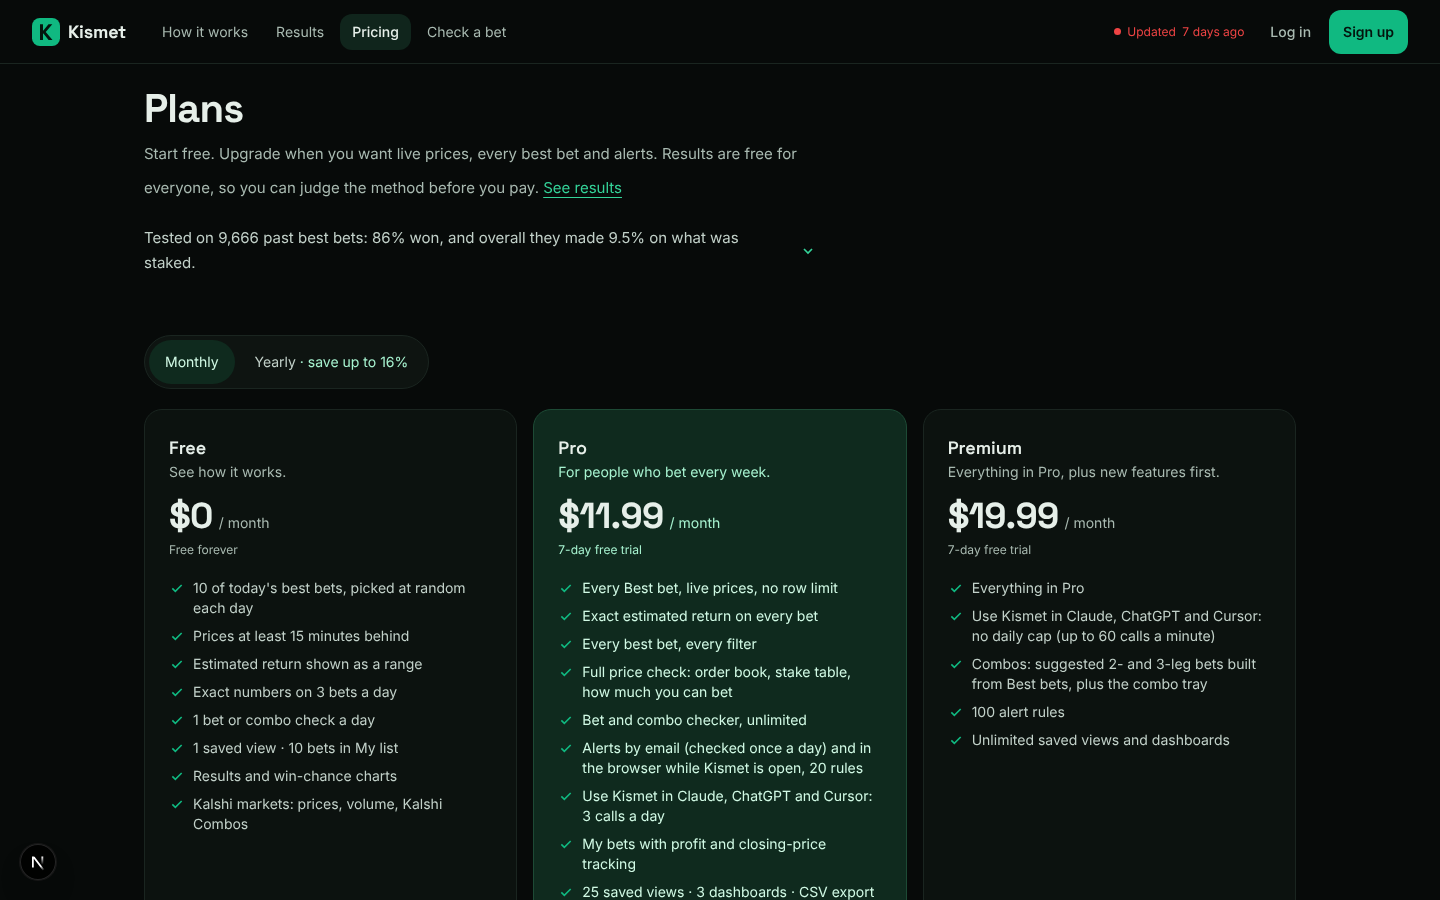 Kismet
How it works
Results
Pricing
Check a bet
Updated 7 days ago
Log in
Sign up
Plans
Start free. Upgrade when you want live prices, every best bet and alerts. Results are free for
everyone, so you can judge the method before you pay. See results
Tested on 9,666 past best bets: 86% won, and overall they made 9.5% on what was
staked.
Monthly
Yearly · save up to 16%
Free
See how it works.
$0 / month
Free forever
10 of today's best bets, picked at random
each day
Prices at least 15 minutes behind
Estimated return shown as a range
Exact numbers on 3 bets a day
1 bet or combo check a day
1 saved view · 10 bets in My list
Results and win-chance charts
Kalshi markets: prices, volume, Kalshi
Combos
Pro
For people who bet every week.
$11.99 / month
7-day free trial
Every Best bet, live prices, no row limit
Exact estimated return on every bet
Every best bet, every filter
Full price check: order book, stake table,
how much you can bet
Bet and combo checker, unlimited
Alerts by email (checked once a day) and in
the browser while Kismet is open, 20 rules
Use Kismet in Claude, ChatGPT and Cursor:
3 calls a day
My bets with profit and closing-price
tracking
25 saved views · 3 dashboards · CSV export
Premium
Everything in Pro, plus new features first.
$19.99 / month
7-day free trial
Everything in Pro
Use Kismet in Claude, ChatGPT and Cursor:
no daily cap (up to 60 calls a minute)
Combos: suggested 2- and 3-leg bets built
from Best bets, plus the combo tray
100 alert rules
Unlimited saved views and dashboards
N